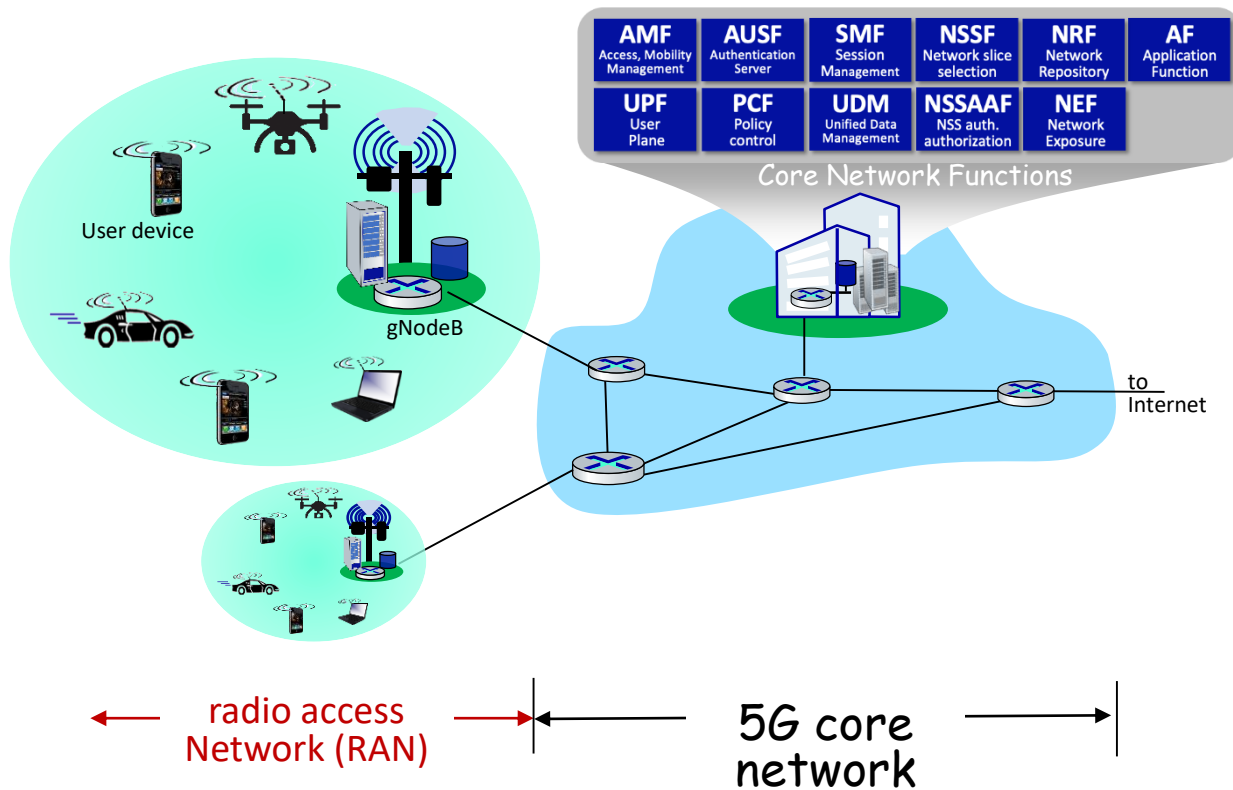 AMF
Access, Mobility
Management
AUSF
Authentication
Server
SMF
Session
Management
NSSF
Network slice
selection
NRF
Network
Repository
AF
Application
Function
UPF
User
Plane
PCF
Policy
control
UDM
Unified Data
Management
NSSAAF
NSS auth.
authorization
NEF
Network
Exposure
Core Network Functions
User device
gNodeB
to
Internet
radio access
Network (RAN)
5G core
network